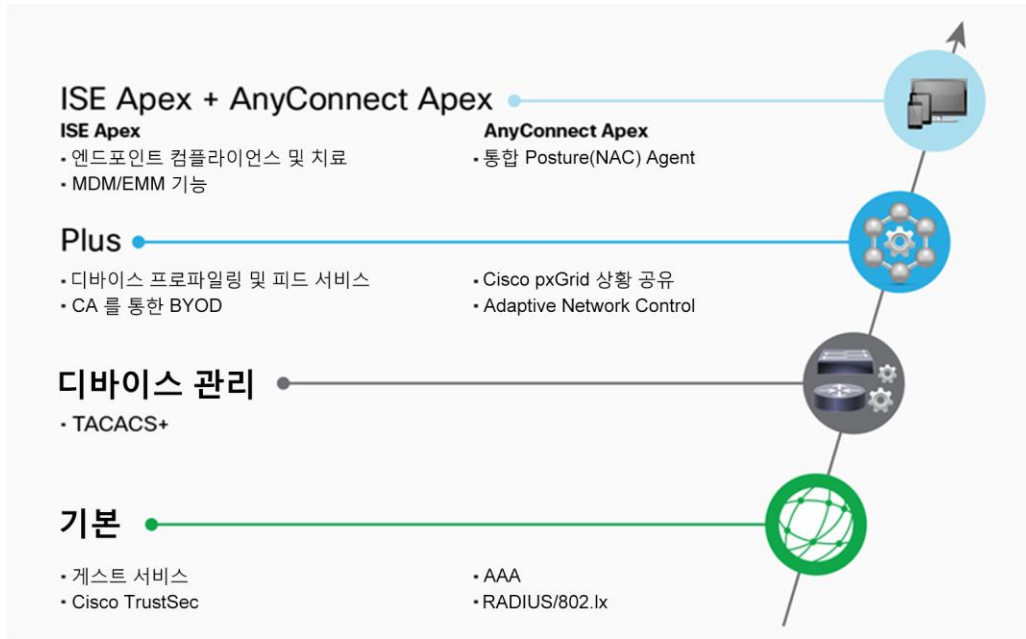 ISE Apex + AnyConnect Apex
ISE Apex
• 엔드포인트 컴플라이언스 및 치료
• MDM/EMM 기능
AnyConnect Apex
• 통합 Posture(NAC) Agent
Plus
• 디바이스 프로파일링 및 피드 서비스
• CA 를 통한 BYOD
• Cisco pxGrid 상황 공유
• Adaptive Network Control
디바이스 관리
• TACACS+
기본
• 게스트 서비스
• Cisco TrustSec
• AAA
• RADIUS/802.lx